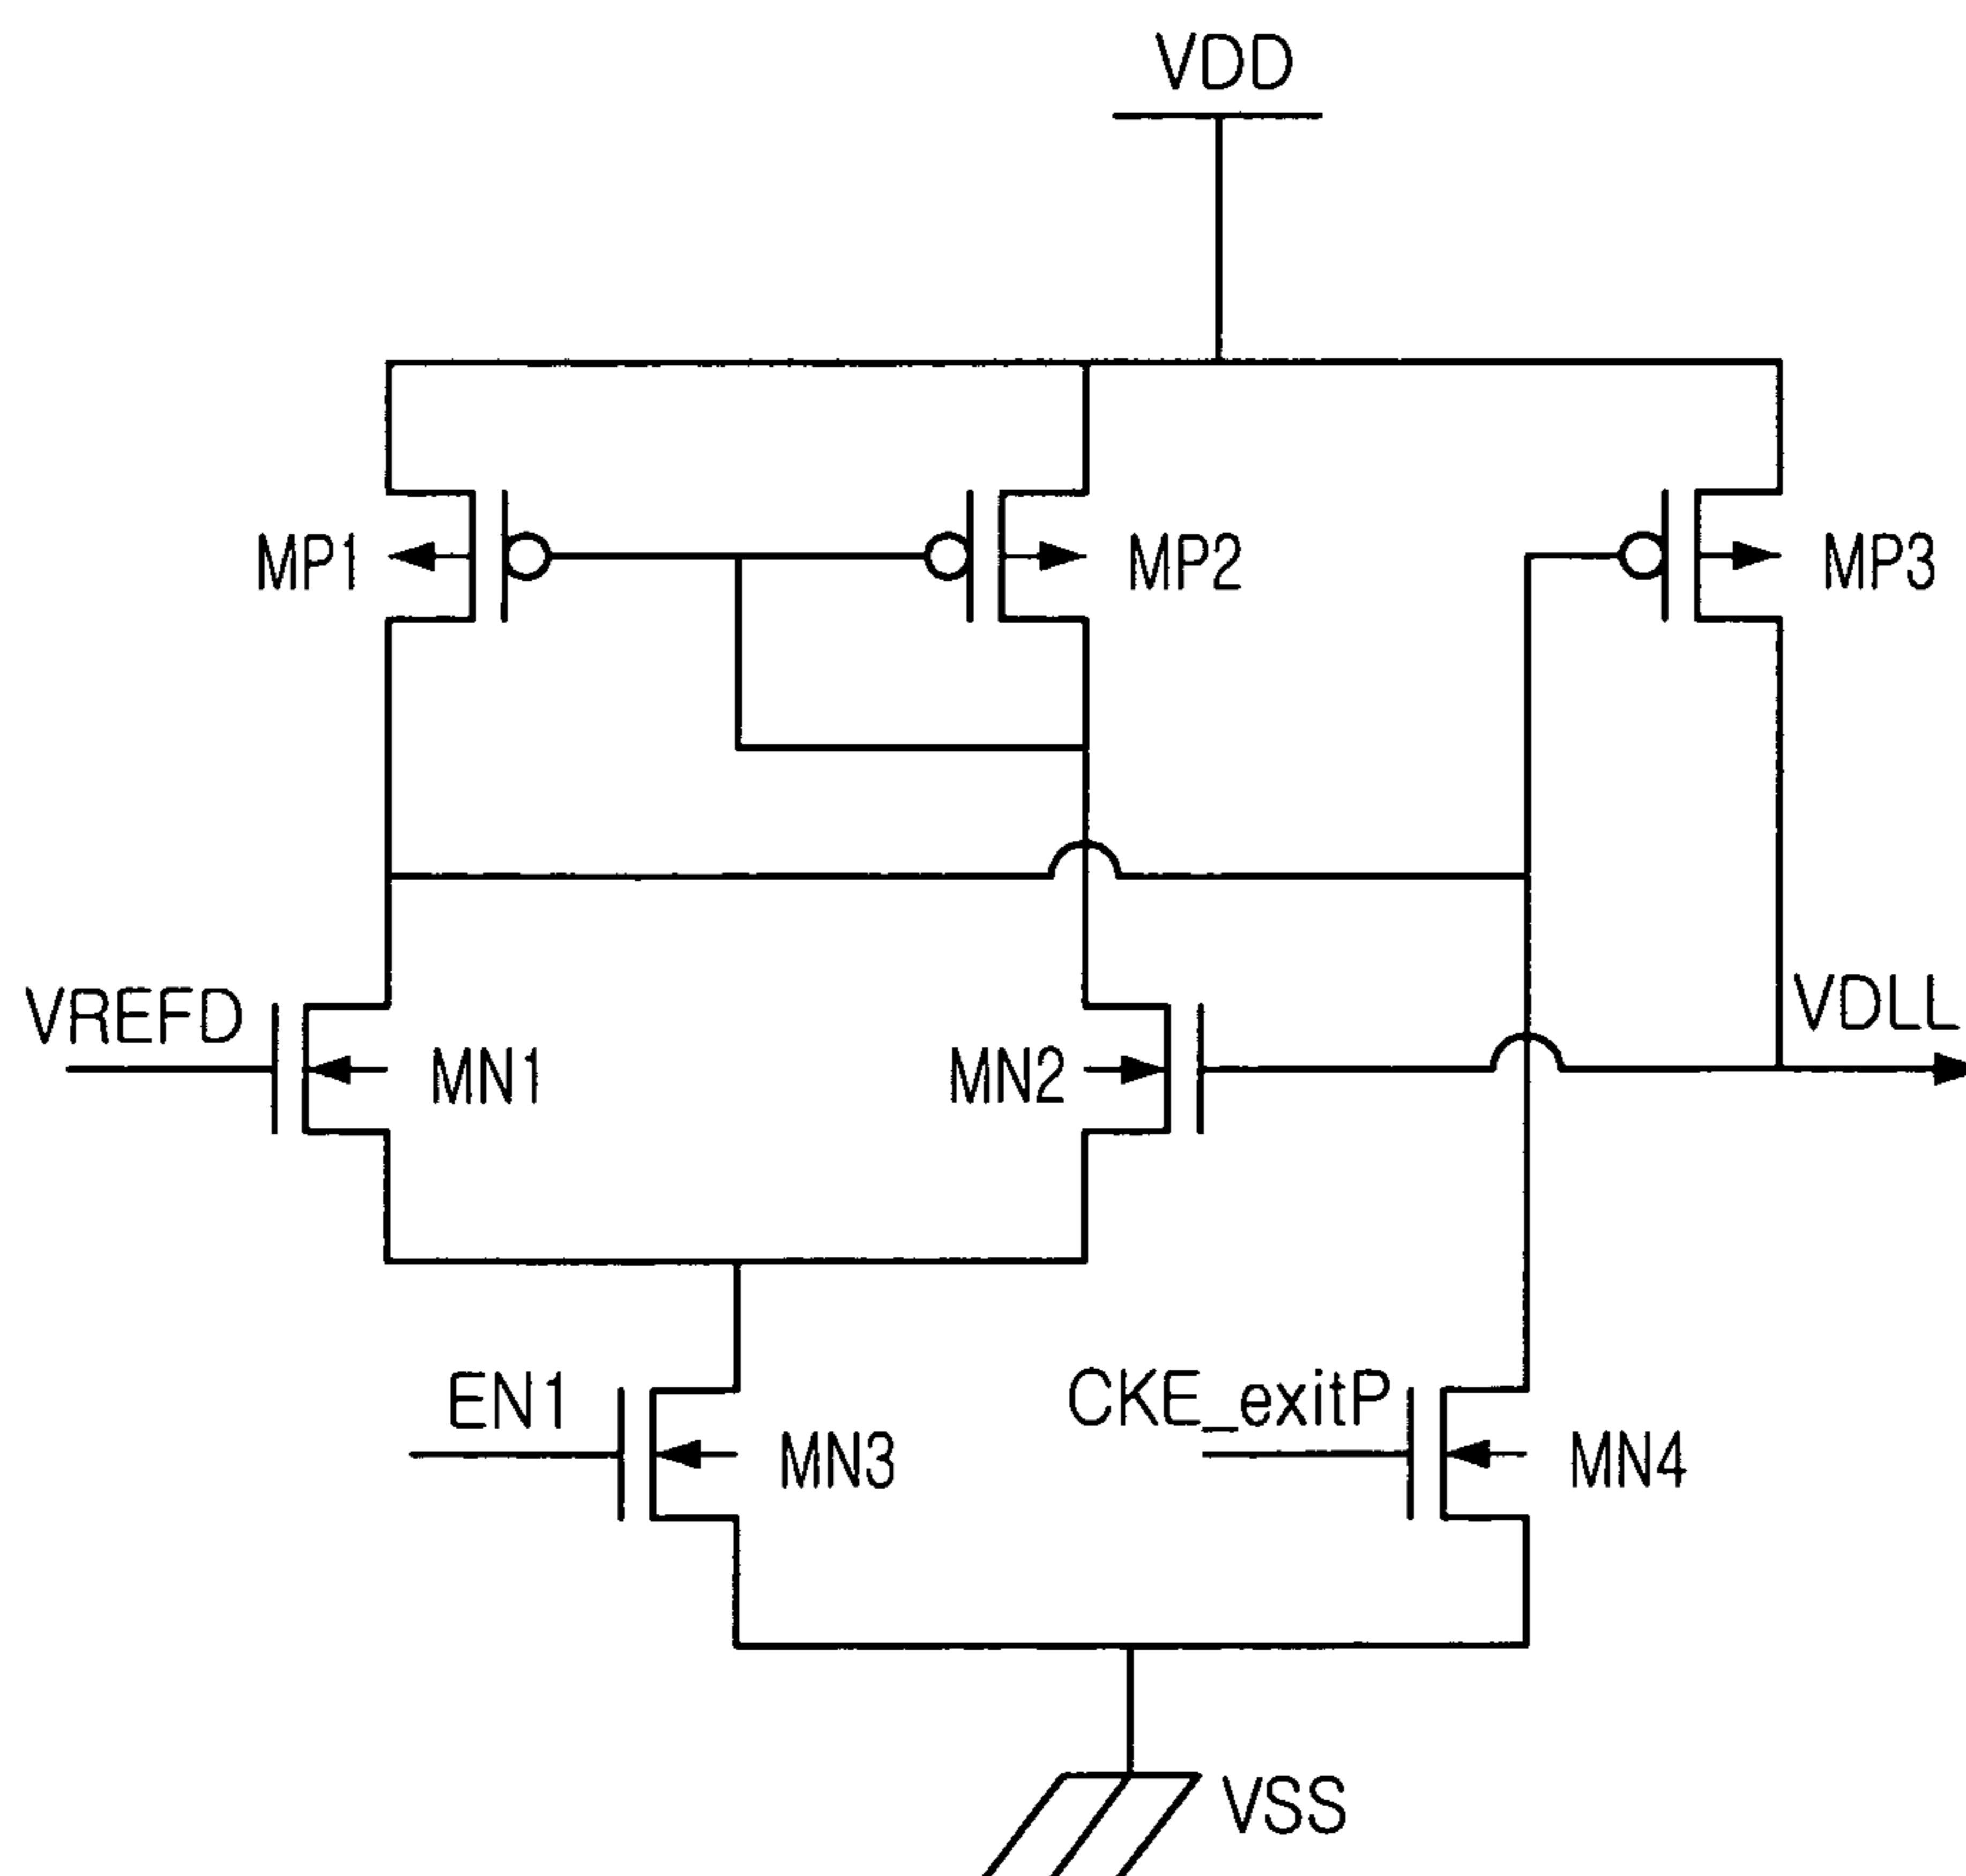 VDD
MP1
MP2
MP3
VREFD
MN1
MN2
VDLL
EN1
MN3
CKE_exitP
MN4
VSS